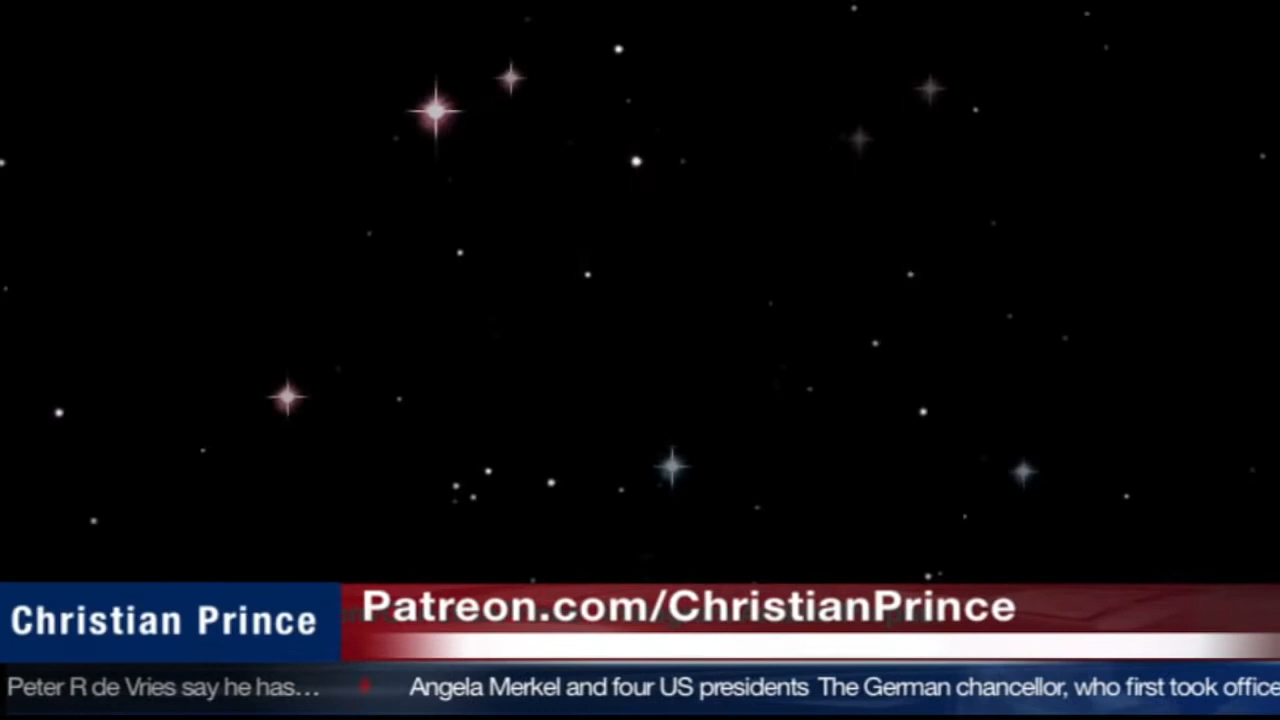 Christian Prince
Patreon.com/ChristianPrince
Peter R de Vries say he has...
Angela Merkel and four US presidents The German chancellor, who first took office